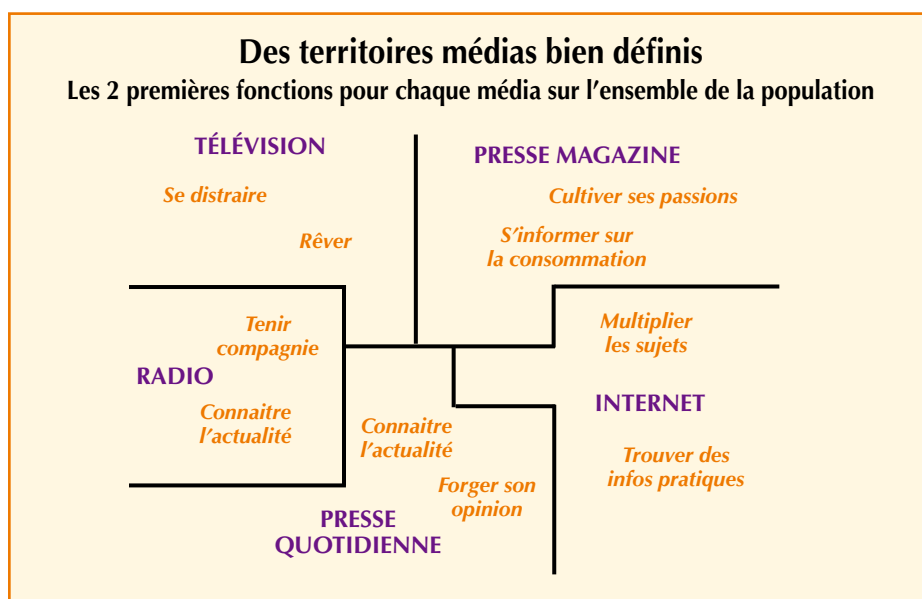 Des territoires médias bien définis
Les 2 premières fonctions pour chaque média sur l'ensemble de la population
TÉLÉVISION
Se distraire
Rêver
PRESSE MAGAZINE
Cultiver ses passions
S'informer sur
la consommation
Tenir
compagnie
RADIO
Connaitre
l'actualité
Connaitre
l'actualité
Forger son
opinion
PRESSE
QUOTIDIENNE
Multiplier
les sujets
INTERNET
Trouver des
infos pratiques